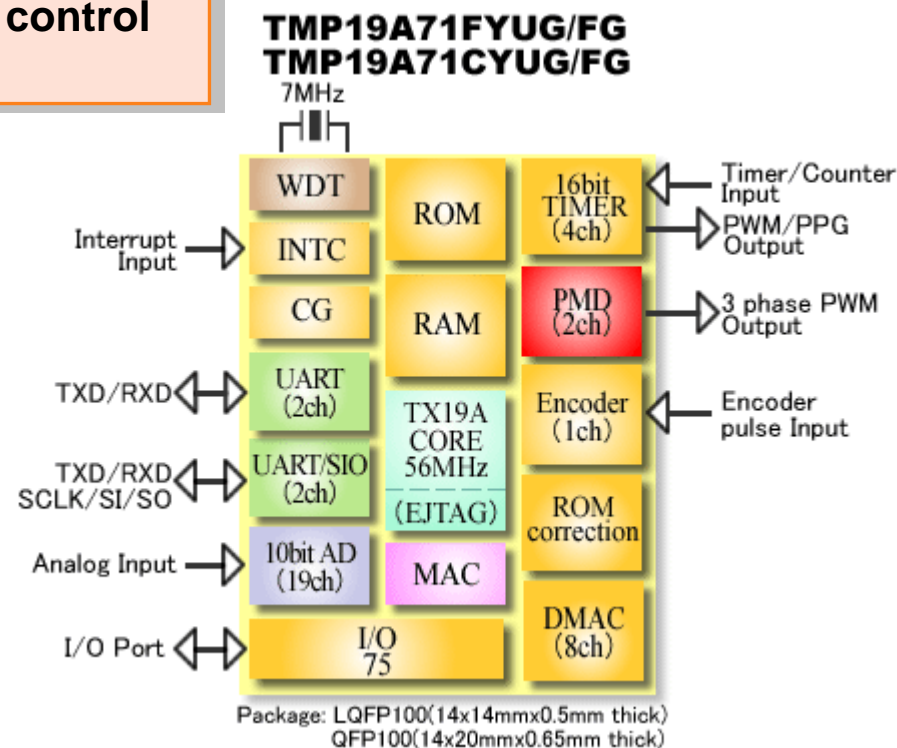 control
TMP19A71FYUG/FG
TMP19A71CYUG/FG
7MHz
WDT
ROM
16bit
TIMER
(4ch)
Timer/Counter
Input
PWM/PPG
Output
Interrupt
Input
INTC
CG
RAM
PMD
(2ch)
3 phase PWM
Output
TXD/RXD
UART
(2ch)
TX19A
CORE
56MHz
(EJTAG)
Encoder
(1ch)
Encoder
pulse Input
TXD/RXD
SCLK/SI/SO
UART/SIO
(2ch)
ROM
correction
Analog Input
10bit AD
(19ch)
MAC
DMAC
(8ch)
I/O Port
I/O
75
Package: LQFP100(14x14mmx0.5mm thick)
QFP100(14x20mmx0.65mm thick)